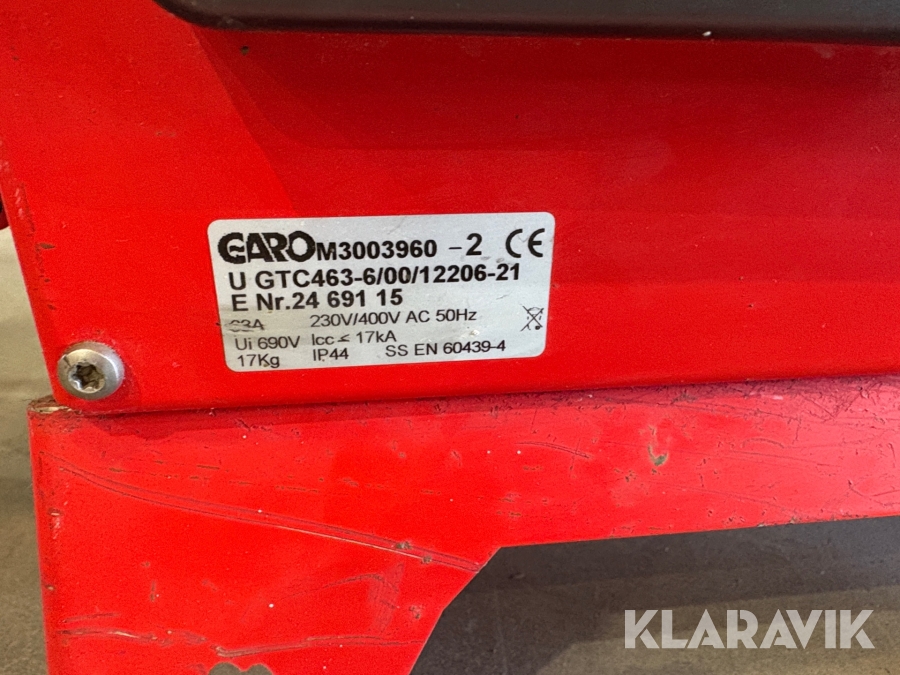 GARO M3003960 -2 CE
U GTC463-6/00/12206-21
E Nr.24 691 15
63A 230V/400V AC 50Hz
Ui 690V Icc ≤ 17kA
17Kg IP44 SS EN 60439-4
KLARAVIK